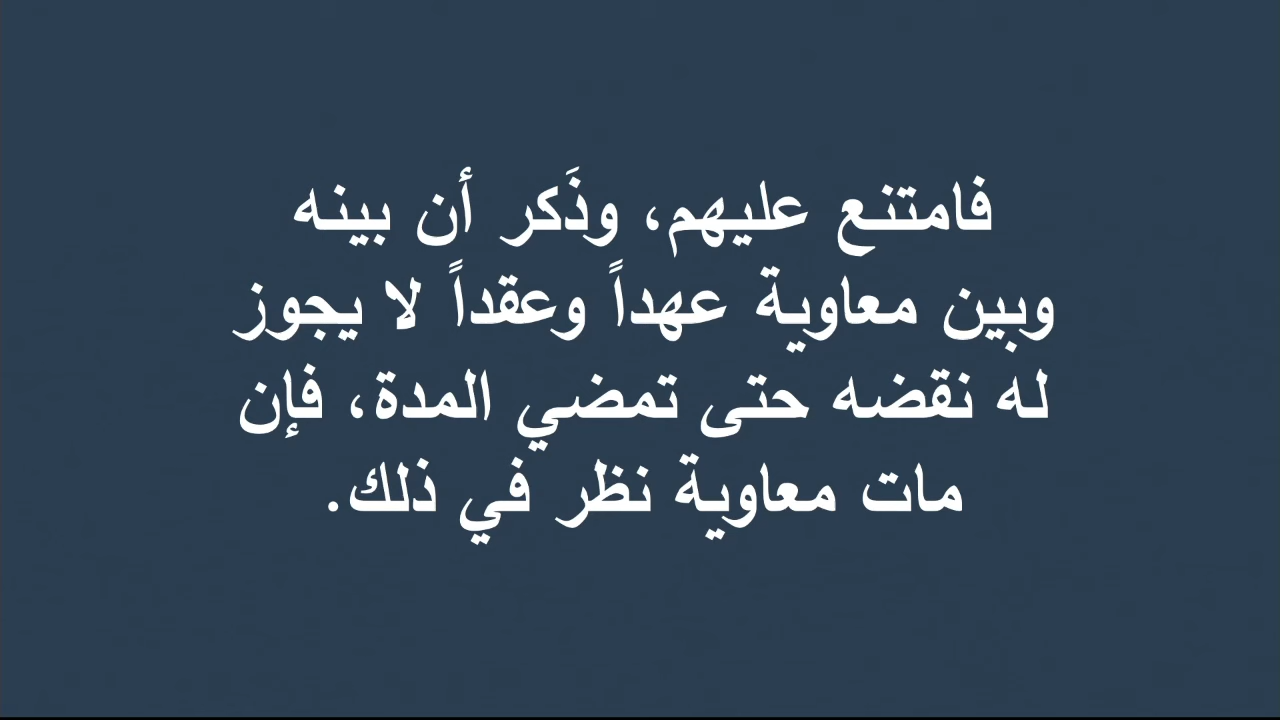 فامتنع عليهم، وذَكر أن بينه
وبين معاوية عهداً وعقداً لا يجوز
له نقضه حتى تمضي المدة، فإن
مات معاوية نظر في ذلك.